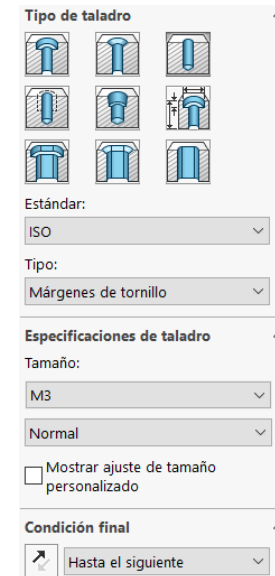 Tipo de taladro
Estándar:
ISO
Tipo:
Márgenes de tornillo
Especificaciones de taladro
Tamaño:
M3
Normal
Mostrar ajuste de tamaño
personalizado
Condición final
Hasta el siguiente